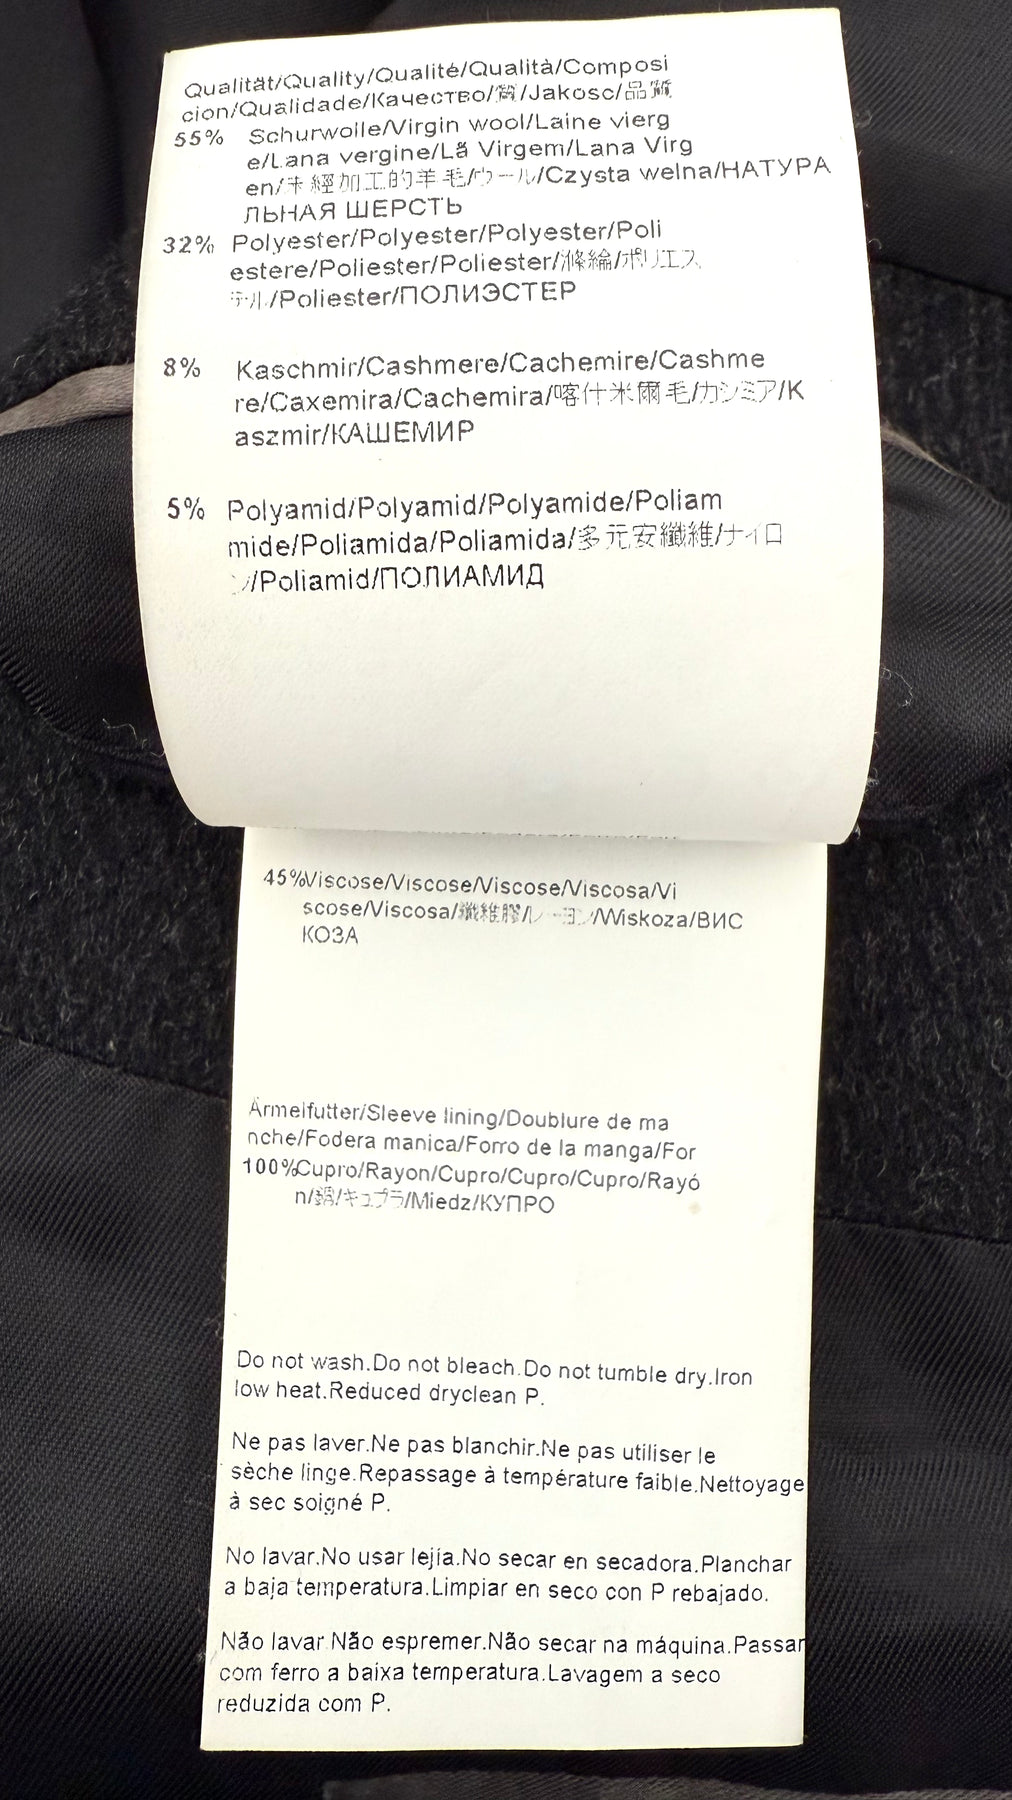 Qualität/Quality/Qualité/Qualità/Composi
cion/Qualidade/Качество/質/Jakosc/品質
55% Schurwolle/Virgin wool/Laine vierg
e/Lana vergine/Lã Virgem/Lana Virg
en/未經加工的羊毛/ウール/Czysta welna/НАТУРА
ЛЬНАЯ ШЕРСТЬ
32% Polyester/Polyester/Polyester/Poli
estere/Poliester/Poliester/滌綸/ポリエス
テル/Poliester/ПОЛИЭСТЕР
8% Kaschmir/Cashmere/Cachemire/Cashme
re/Caxemira/Cachemira/喀什米爾毛/カシミア/K
aszmir/КАШЕМИР
5% Polyamid/Polyamid/Polyamide/Poliam
mide/Poliamida/Poliamida/多元安纖維/ナイロ
ン/Poliamid/ПОЛИАМИД
45%Viscose/Viscose/Viscose/Viscosa/Vi
scose/Viscosa/纖維膠/レーヨン/Wiskoza/ВИС
КОЗА
Ärmelfutter/Sleeve lining/Doublure de ma
nche/Fodera manica/Forro de la manga/For
100%Cupro/Rayon/Cupro/Cupro/Cupro/Rayó
n/銅/キュプラ/Miedz/КУПРО
Do not wash.Do not bleach.Do not tumble dry.Iron
low heat.Reduced dryclean P.
Ne pas laver.Ne pas blanchir.Ne pas utiliser le
sèche linge.Repassage à température faible.Nettoyage
à sec soigné P.
No lavar.No usar lejía.No secar en secadora.Planchar
a baja temperatura.Limpiar en seco con P rebajado.
Não lavar.Não espremer.Não secar na máquina.Passar
com ferro a baixa temperatura.Lavagem a seco
reduzida com P.